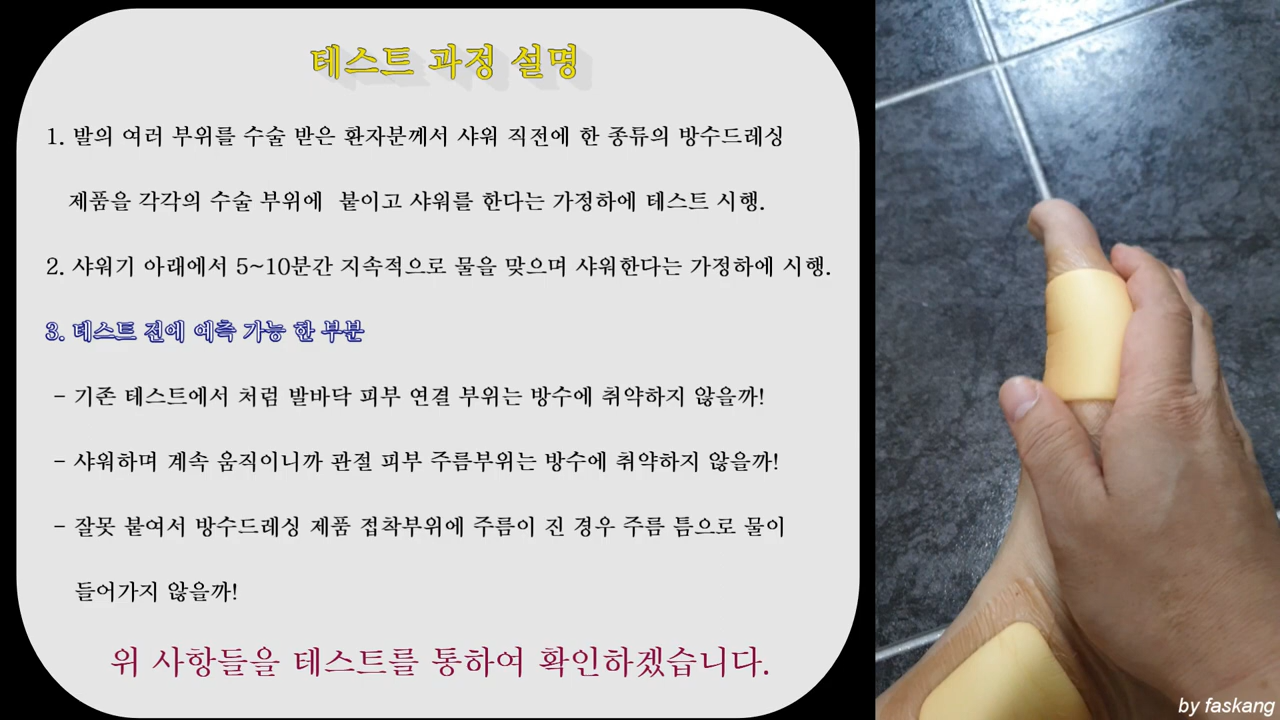 테스트 과정 설명
1. 발의 여러 부위를 수술 받은 환자분께서 샤워 직전에 한 종류의 방수드레싱
제품을 각각의 수술 부위에 붙이고 샤워를 한다는 가정하에 테스트 시행.
2. 샤워기 아래에서 5~10분간 지속적으로 물을 맞으며 샤워한다는 가정하에 시행.
3. 테스트 전에 예측 가능 한 부분
- 기존 테스트에서 처럼 발바닥 피부 연결 부위는 방수에 취약하지 않을까!
- 샤워하며 계속 움직이니까 관절 피부 주름부위는 방수에 취약하지 않을까!
- 잘못 붙여서 방수드레싱 제품 접착부위에 주름이 진 경우 주름 틈으로 물이
들어가지 않을까!
위 사항들을 테스트를 통하여 확인하겠습니다.
by faskang